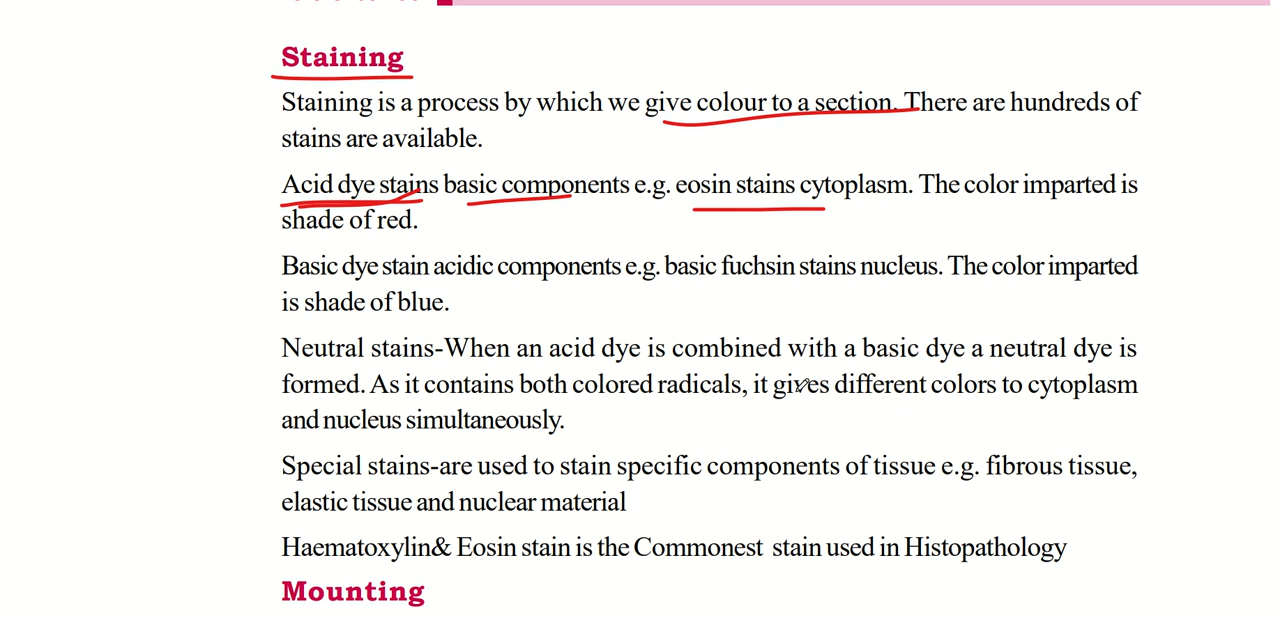 Staining
Staining is a process by which we give colour to a section. There are hundreds of
stains are available.
Acid dye stains basic components e.g. eosin stains cytoplasm. The color imparted is
shade of red.
Basic dye stain acidic components e.g. basic fuchsin stains nucleus. The color imparted
is shade of blue.
Neutral stains-When an acid dye is combined with a basic dye a neutral dye is
formed. As it contains both colored radicals, it gives different colors to cytoplasm
and nucleus simultaneously.
Special stains-are used to stain specific components of tissue e.g. fibrous tissue,
elastic tissue and nuclear material
Haematoxylin& Eosin stain is the Commonest stain used in Histopathology
Mounting